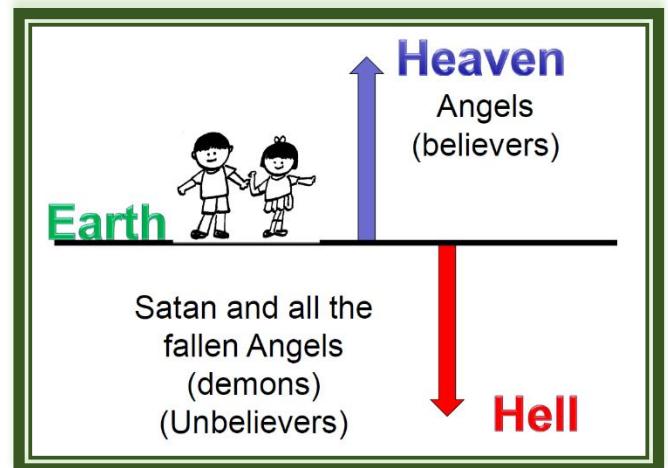 Heaven
Angels
(believers)
Earth
Satan and all the
fallen Angels
(demons)
(Unbelievers)
Hell